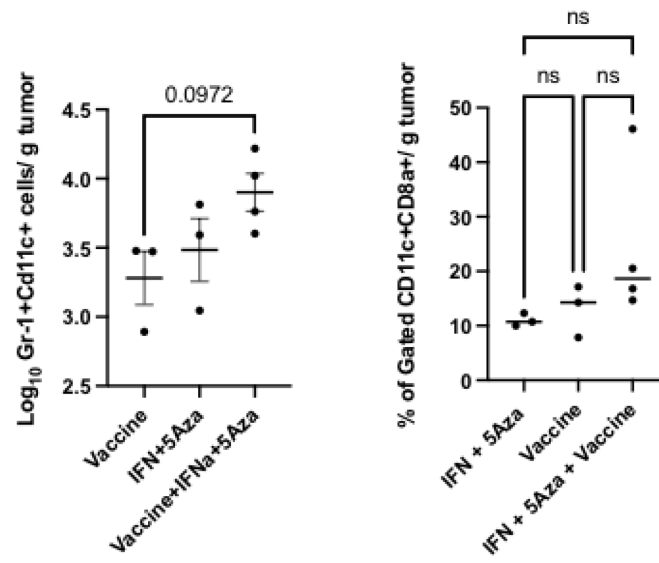 0.0972
Log10 Gr-1+Cd11c+ cells/ g tumor
4.5
4.0
3.5
3.0
2.5
Vaccine
IFN+5Aza
Vaccine+IFNa+5Aza
ns
ns
ns
% of Gated CD11c+CD8a+/ g tumor
50
40
30
20
10
0
IFN + 5Aza
Vaccine
IFN + 5Aza + Vaccine